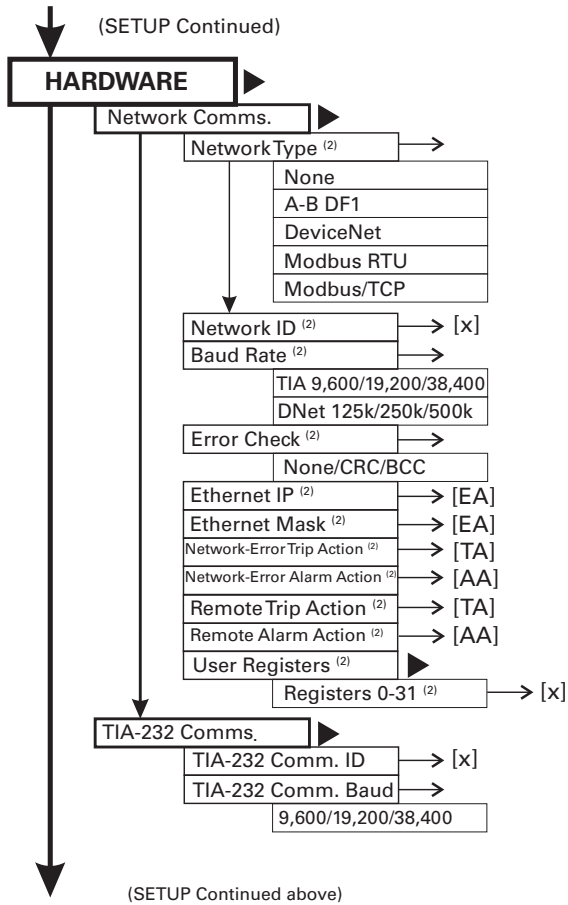 (SETUP Continued)
HARDWARE
Network Comms.
Network Type (2)
None
A-B DF1
DeviceNet
Modbus RTU
Modbus/TCP
Network ID (2) [x]
Baud Rate (2)
TIA 9,600/19,200/38,400
DNet 125k/250k/500k
Error Check (2)
None/CRC/BCC
Ethernet IP (2) [EA]
Ethernet Mask (2) [EA]
Network-Error Trip Action (2) [TA]
Network-Error Alarm Action (2) [AA]
Remote Trip Action (2) [TA]
Remote Alarm Action (2) [AA]
User Registers (2)
Registers 0-31 (2) [x]
TIA-232 Comms.
TIA-232 Comm. ID [x]
TIA-232 Comm. Baud
9,600/19,200/38,400
(SETUP Continued above)